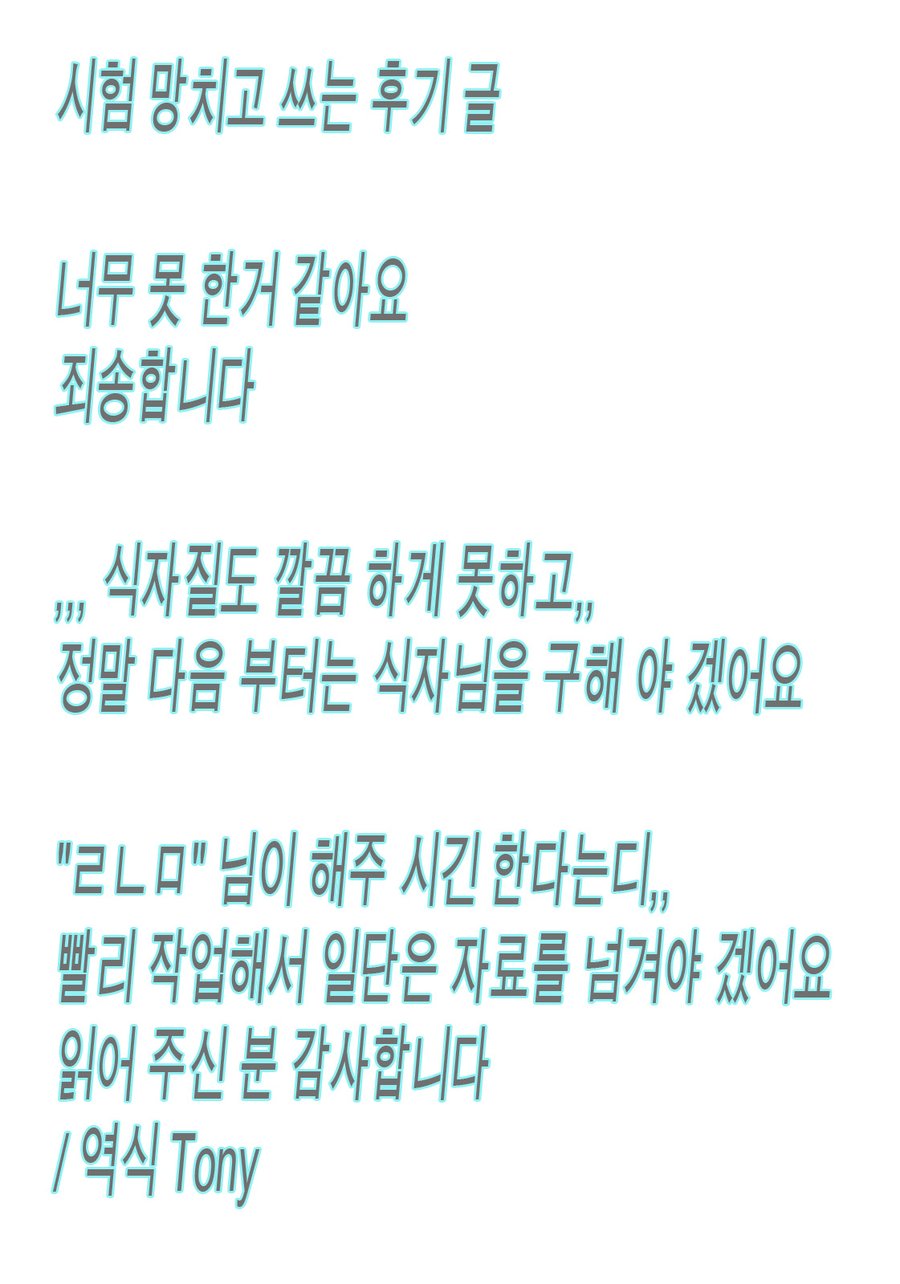 시험 망치고 쓰는 후기 글
너무 못 한거 같아요
죄송합니다
,,, 식자질도 깔끔 하게 못하고,,
정말 다음 부터는 식자님을 구해 야 겠어요
"ㄹㄴㅁ" 님이 해주 시긴 한다는디,,
빨리 작업해서 일단은 자료를 넘겨야 겠어요
읽어 주신 분 감사합니다
/ 역식 Tony